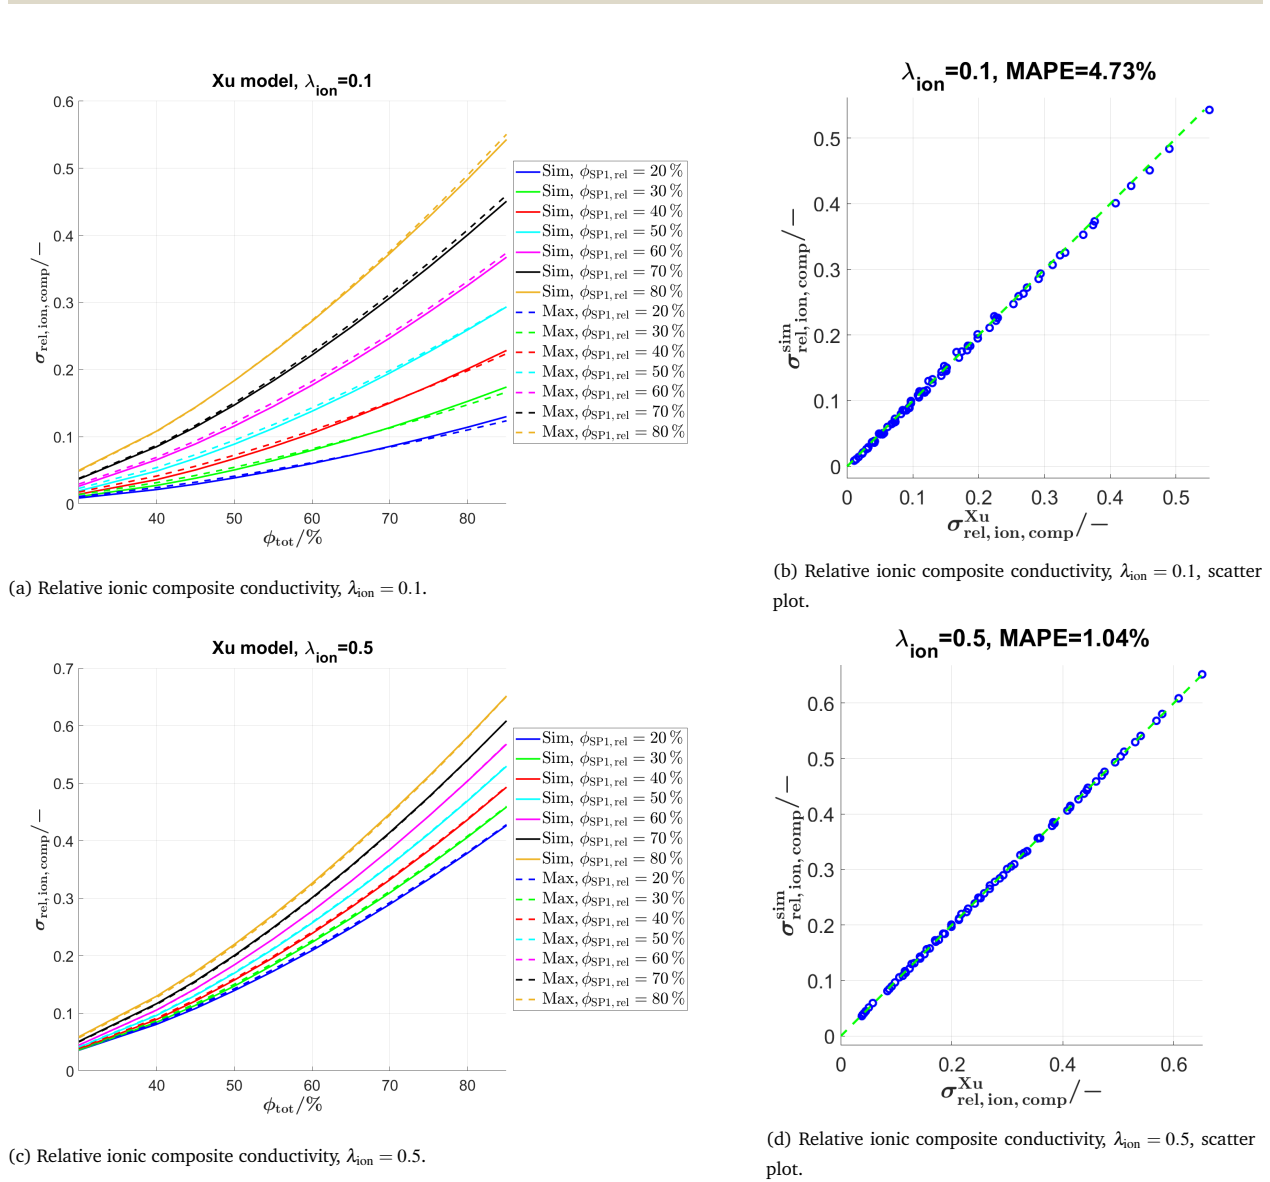 Xu model, λion=0.1
0.6
0.5
0.4
0.3
0.2
0.1
0
40
50
60
70
80
σrel,ion,comp/−
ϕtot/%
Sim, ϕSP1,rel = 20 %
Sim, ϕSP1,rel = 30 %
Sim, ϕSP1,rel = 40 %
Sim, ϕSP1,rel = 50 %
Sim, ϕSP1,rel = 60 %
Sim, ϕSP1,rel = 70 %
Sim, ϕSP1,rel = 80 %
Max, ϕSP1,rel = 20 %
Max, ϕSP1,rel = 30 %
Max, ϕSP1,rel = 40 %
Max, ϕSP1,rel = 50 %
Max, ϕSP1,rel = 60 %
Max, ϕSP1,rel = 70 %
Max, ϕSP1,rel = 80 %
(a) Relative ionic composite conductivity, λion = 0.1.
λion=0.1, MAPE=4.73%
0.5
0.4
0.3
0.2
0.1
0
0
0.1
0.2
0.3
0.4
0.5
σsimrel,ion,comp/−
σXurel,ion,comp/−
(b) Relative ionic composite conductivity, λion = 0.1, scatter
plot.
Xu model, λion=0.5
0.7
0.6
0.5
0.4
0.3
0.2
0.1
0
40
50
60
70
80
σrel,ion,comp/−
ϕtot/%
Sim, ϕSP1,rel = 20 %
Sim, ϕSP1,rel = 30 %
Sim, ϕSP1,rel = 40 %
Sim, ϕSP1,rel = 50 %
Sim, ϕSP1,rel = 60 %
Sim, ϕSP1,rel = 70 %
Sim, ϕSP1,rel = 80 %
Max, ϕSP1,rel = 20 %
Max, ϕSP1,rel = 30 %
Max, ϕSP1,rel = 40 %
Max, ϕSP1,rel = 50 %
Max, ϕSP1,rel = 60 %
Max, ϕSP1,rel = 70 %
Max, ϕSP1,rel = 80 %
(c) Relative ionic composite conductivity, λion = 0.5.
λion=0.5, MAPE=1.04%
0.6
0.5
0.4
0.3
0.2
0.1
0
0
0.2
0.4
0.6
σsimrel,ion,comp/−
σXurel,ion,comp/−
(d) Relative ionic composite conductivity, λion = 0.5, scatter
plot.